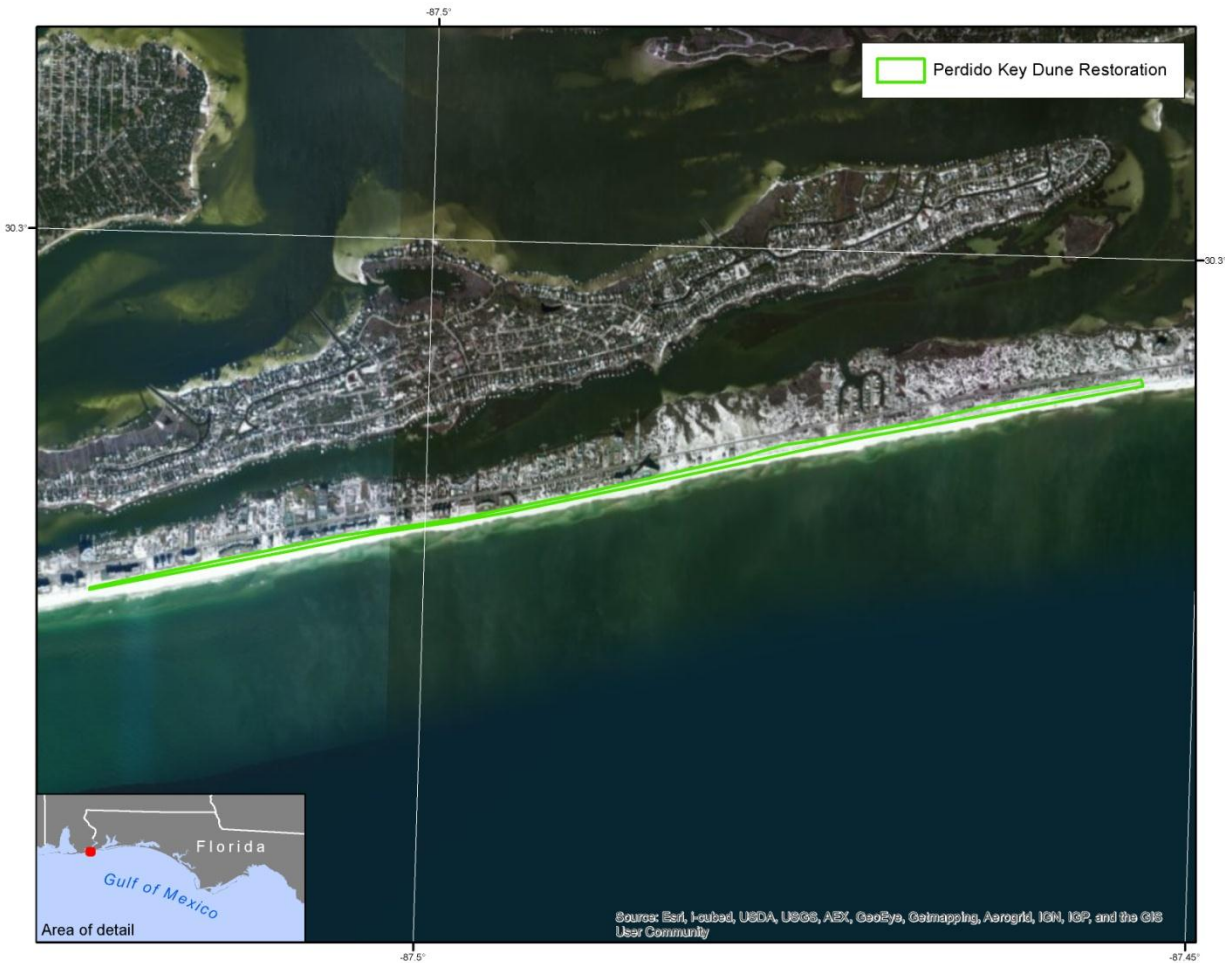 -87.5°
Perdido Key Dune Restoration
30.3°
30.3°
Florida
Gulf of Mexico
Area of detail
Source: Esri, i-cubed, USDA, USGS, AEX, GeoEye, Getmapping, Aerogrid, IGN, IGP, and the GIS
User Community
-87.5°
-87.45°